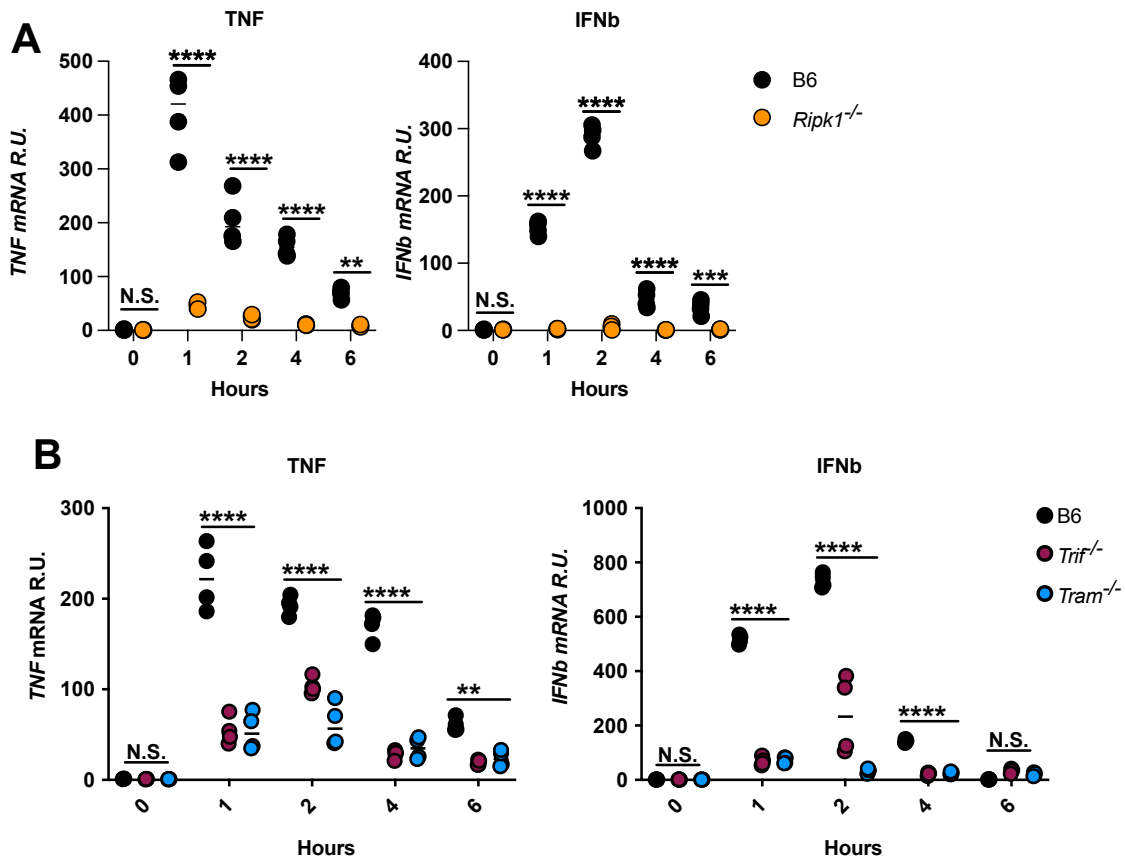 A
TNF
IFNb
500
400
300
200
100
0
TNF mRNA R.U.
****
****
****
**
N.S.
0 1 2 4 6
Hours
400
300
200
100
0
IFNb mRNA R.U.
****
****
****
***
N.S.
0 1 2 4 6
Hours
B6
Ripk1-/-
B
TNF
IFNb
300
200
100
0
TNF mRNA R.U.
****
****
****
**
N.S.
0 1 2 4 6
Hours
1000
800
600
400
200
0
IFNb mRNA R.U.
****
****
****
N.S.
N.S.
0 1 2 4 6
Hours
B6
Trif-/-
Tram-/-